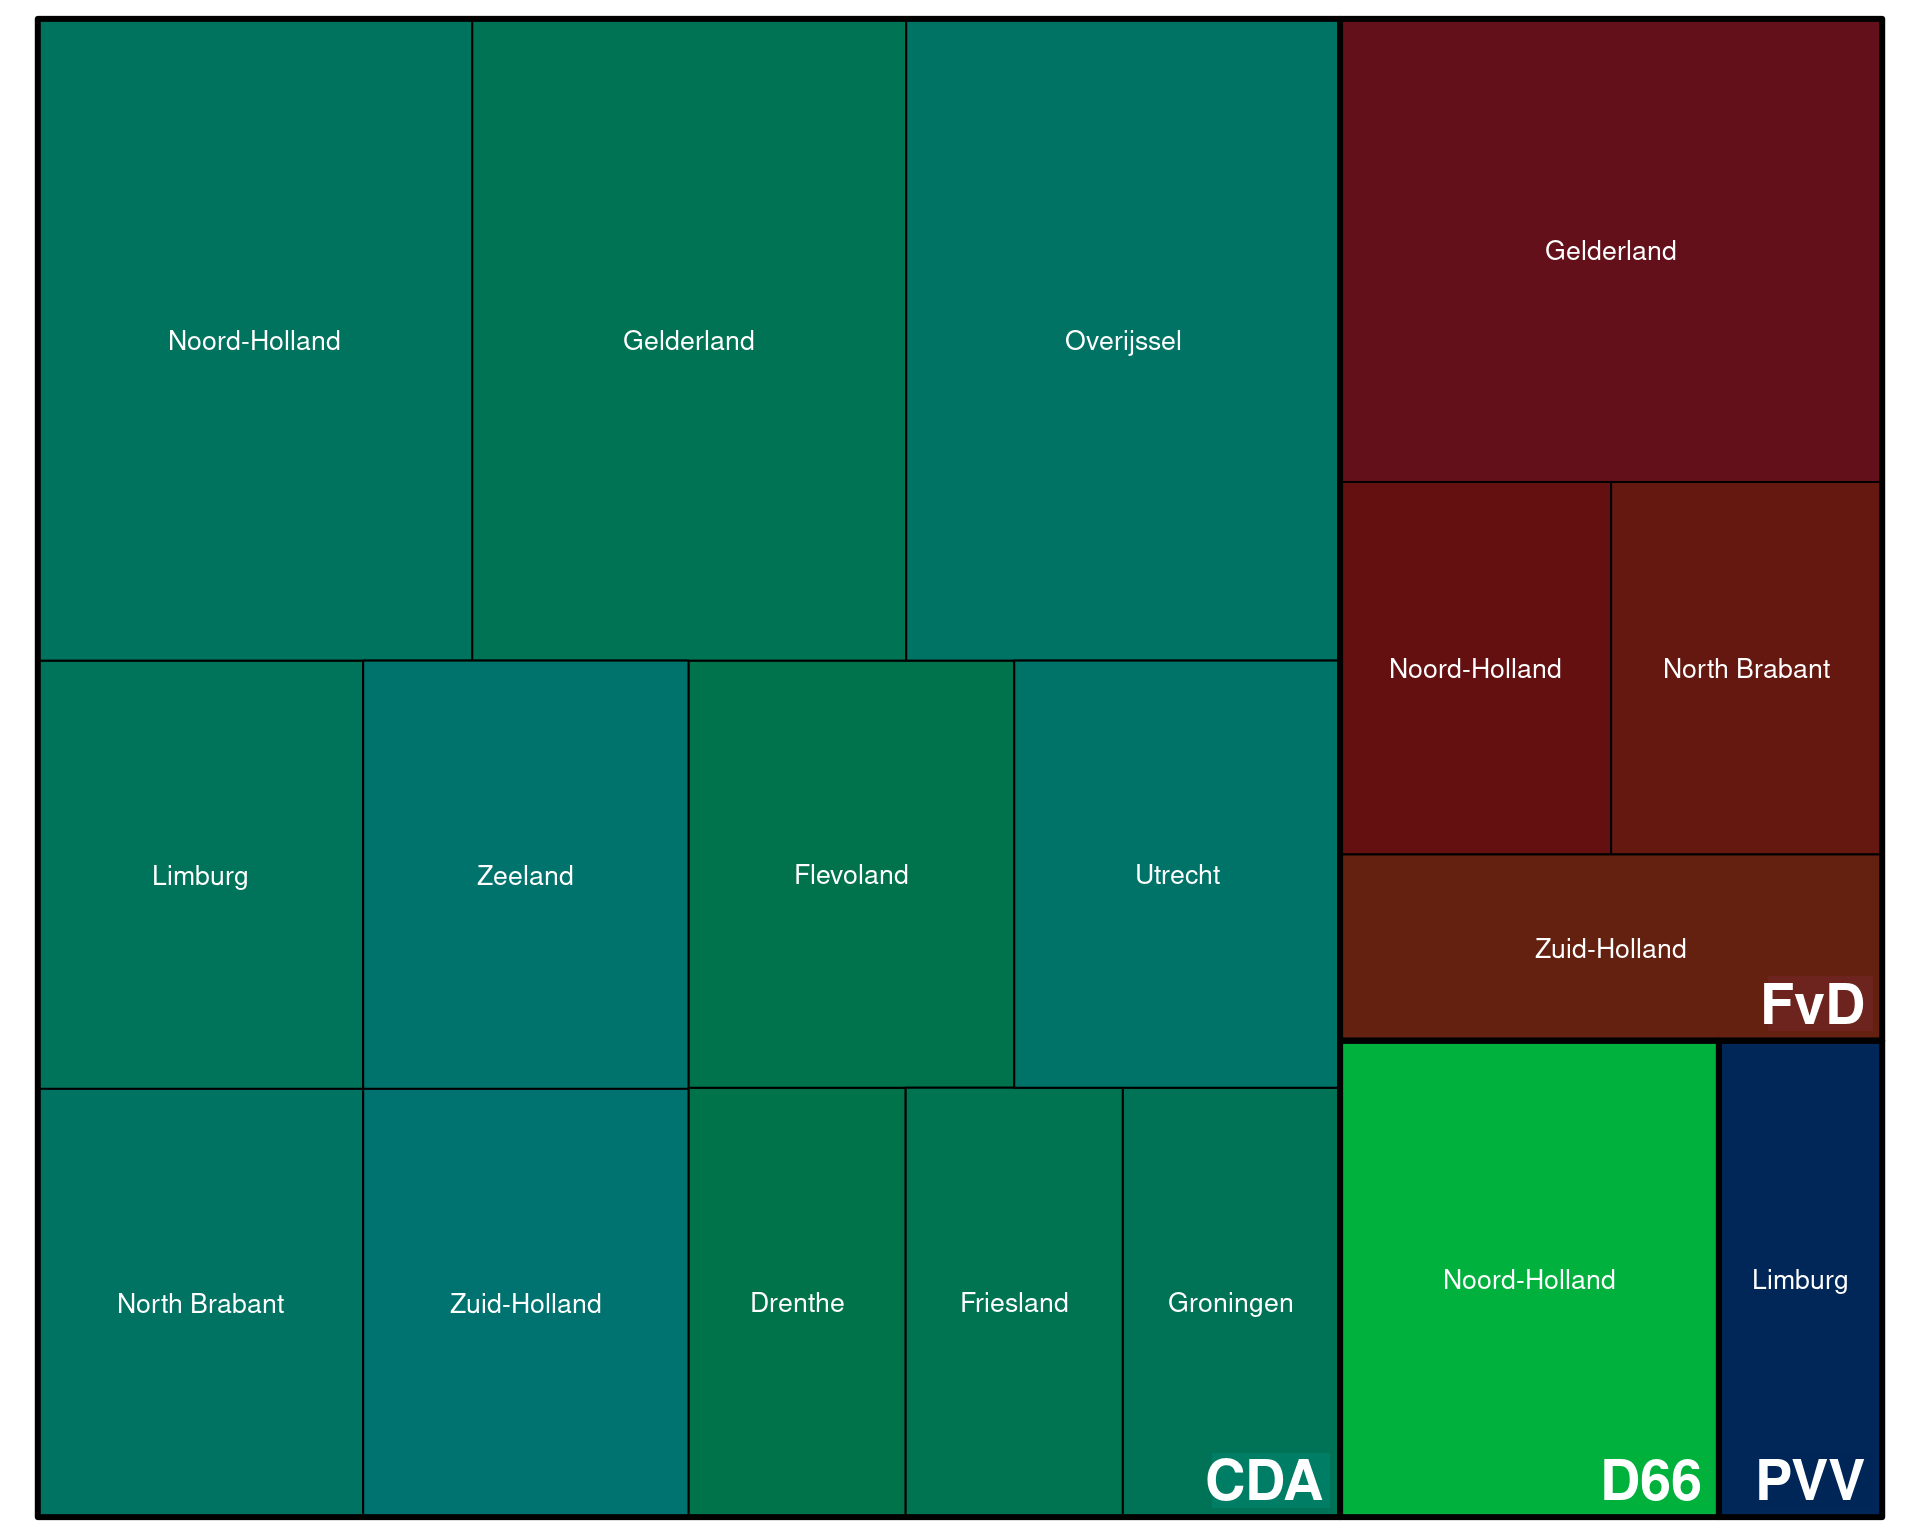 Noord-Holland
Gelderland
Overijssel
Limburg
Zeeland
Flevoland
Utrecht
North Brabant
Zuid-Holland
Drenthe
Friesland
Groningen
CDA
Gelderland
Noord-Holland
North Brabant
Zuid-Holland
FvD
Noord-Holland
D66
Limburg
PVV